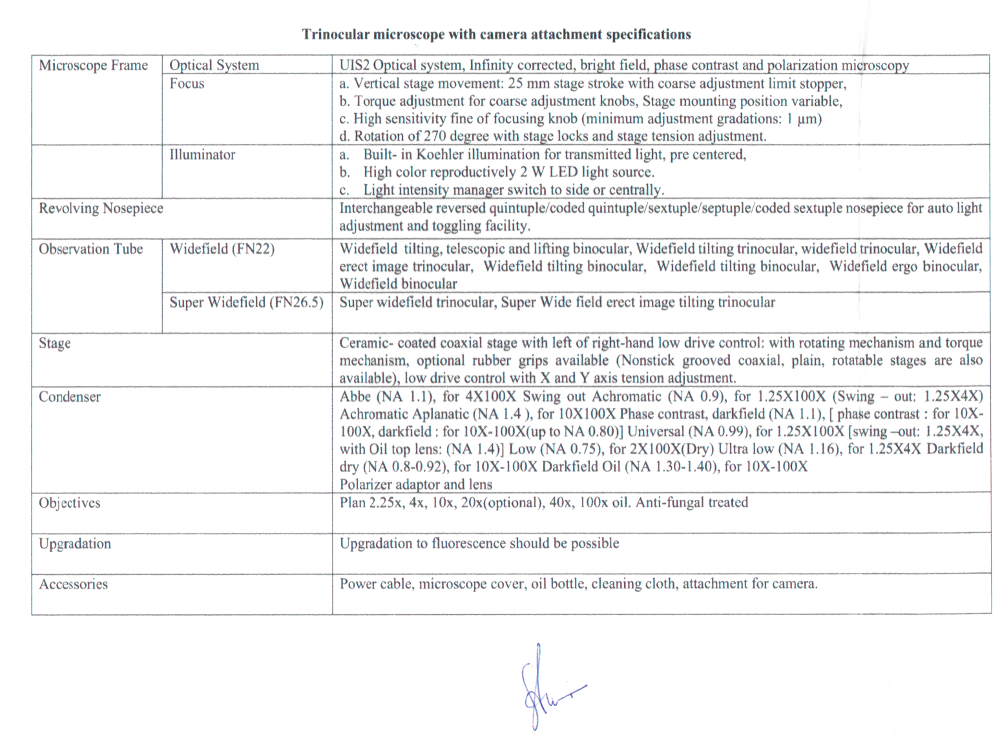 Trinocular microscope with camera attachment specifications
Microscope Frame
Optical System
UIS2 Optical system, Infinity corrected, bright field, phase contrast and polarization microscopy
Focus
a. Vertical stage movement: 25 mm stage stroke with coarse adjustment limit stopper,
b. Torque adjustment for coarse adjustment knobs, Stage mounting position variable,
c. High sensitivity fine of focusing knob (minimum adjustment gradations: 1 µm)
d. Rotation of 270 degree with stage locks and stage tension adjustment.
Illuminator
a. Built- in Koehler illumination for transmitted light, pre centered,
b. High color reproductively 2 W LED light source.
c. Light intensity manager switch to side or centrally.
Revolving Nosepiece
Interchangeable reversed quintuple/coded quintuple/sextuple/septuple/coded sextuple nosepiece for auto light
adjustment and toggling facility.
Observation Tube
Widefield (FN22)
Widefield tilting, telescopic and lifting binocular, Widefield tilting trinocular, widefield trinocular, Widefield
erect image trinocular, Widefield tilting binocular, Widefield tilting binocular, Widefield ergo binocular,
Widefield binocular
Super Widefield (FN26.5)
Super widefield trinocular, Super Wide field erect image tilting trinocular
Stage
Ceramic- coated coaxial stage with left of right-hand low drive control: with rotating mechanism and torque
mechanism, optional rubber grips available (Nonstick grooved coaxial, plain, rotatable stages are also
available), low drive control with X and Y axis tension adjustment.
Condenser
Abbe (NA 1.1), for 4X100X Swing out Achromatic (NA 0.9), for 1.25X100X (Swing – out: 1.25X4X)
Achromatic Aplanatic (NA 1.4 ), for 10X100X Phase contrast, darkfield (NA 1.1), [ phase contrast : for 10X-
100X, darkfield : for 10X-100X(up to NA 0.80)] Universal (NA 0.99), for 1.25X100X [swing –out: 1.25X4X,
with Oil top lens: (NA 1.4)] Low (NA 0.75), for 2X100X(Dry) Ultra low (NA 1.16), for 1.25X4X Darkfield
dry (NA 0.8-0.92), for 10X-100X Darkfield Oil (NA 1.30-1.40), for 10X-100X
Polarizer adaptor and lens
Objectives
Plan 2.25x, 4x, 10x, 20x(optional), 40x, 100x oil. Anti-fungal treated
Upgradation
Upgradation to fluorescence should be possible
Accessories
Power cable, microscope cover, oil bottle, cleaning cloth, attachment for camera.